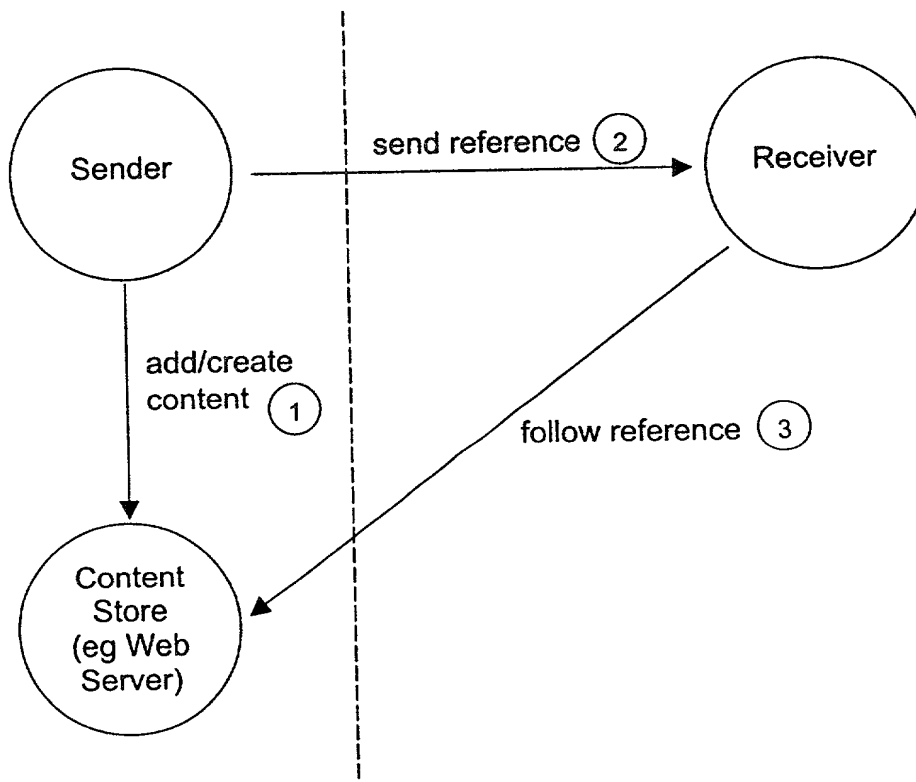 Sender
send reference 2
Receiver
add/create
content 1
follow reference 3
Content
Store
(eg Web
Server)